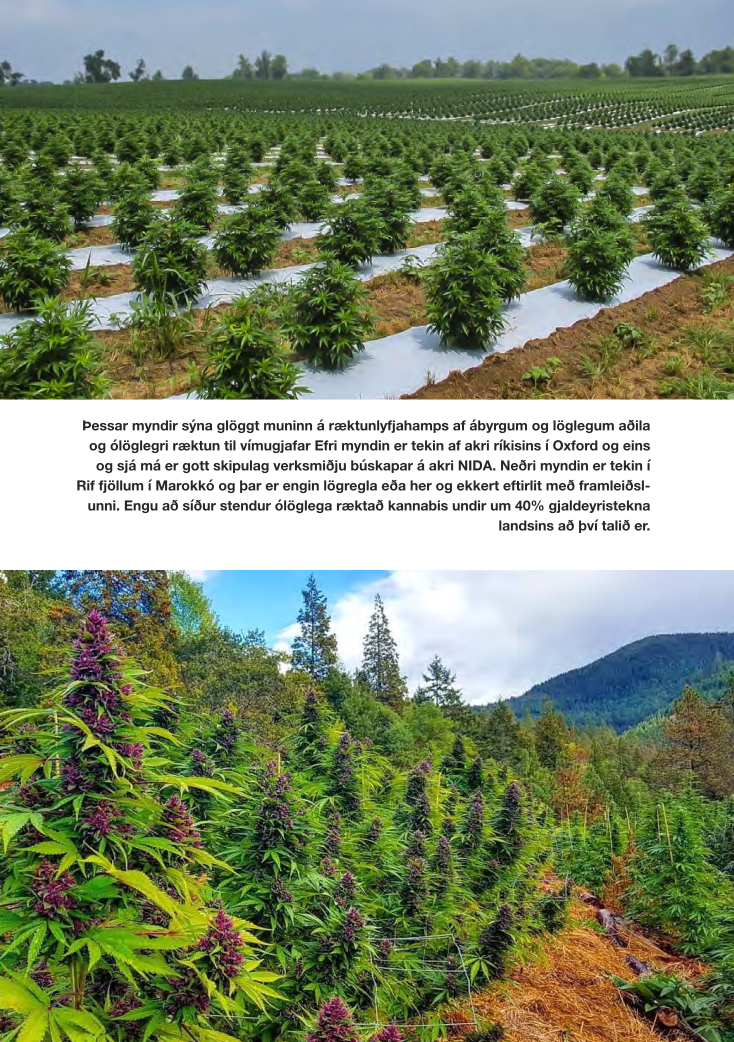 Þessar myndir sýna glöggt muninn á ræktunlyfjahamps af ábyrgum og löglegum aðila
og ólöglegri ræktun til vímugjafar Efri myndin er tekin af akri ríkisins í Oxford og eins
og sjá má er gott skipulag verksmiðju búskapar á akri NIDA. Neðri myndin er tekin í
Rif fjöllum í Marokkó og þar er engin lögregla eða her og ekkert eftirlit með framleiðsl-
unni. Engu að síður stendur ólöglega ræktað kannabis undir um 40% gjaldeyristekna
landsins að því talið er.